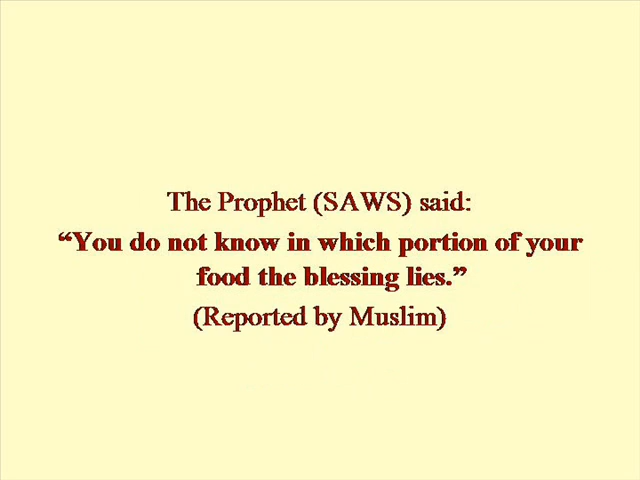 The Prophet (SAWS) said:
“You do not know in which portion of your
food the blessing lies.”
(Reported by Muslim)